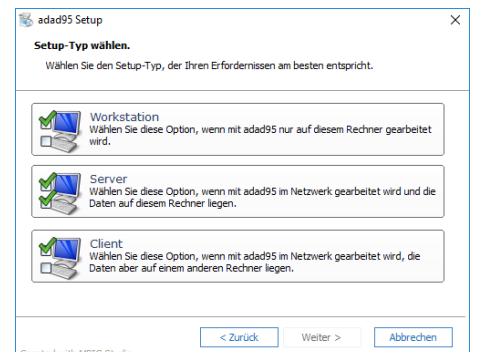 adad95 Setup
Setup-Typ wählen.
Wählen Sie den Setup-Typ, der Ihren Erfordernissen am besten entspricht.
Workstation
Wählen Sie diese Option, wenn mit adad95 nur auf diesem Rechner gearbeitet
wird.
Server
Wählen Sie diese Option, wenn mit adad95 im Netzwerk gearbeitet wird und die
Daten auf diesem Rechner liegen.
Client
Wählen Sie diese Option, wenn mit adad95 im Netzwerk gearbeitet wird, die
Daten aber auf einem anderen Rechner liegen.
< Zurück Weiter > Abbrechen